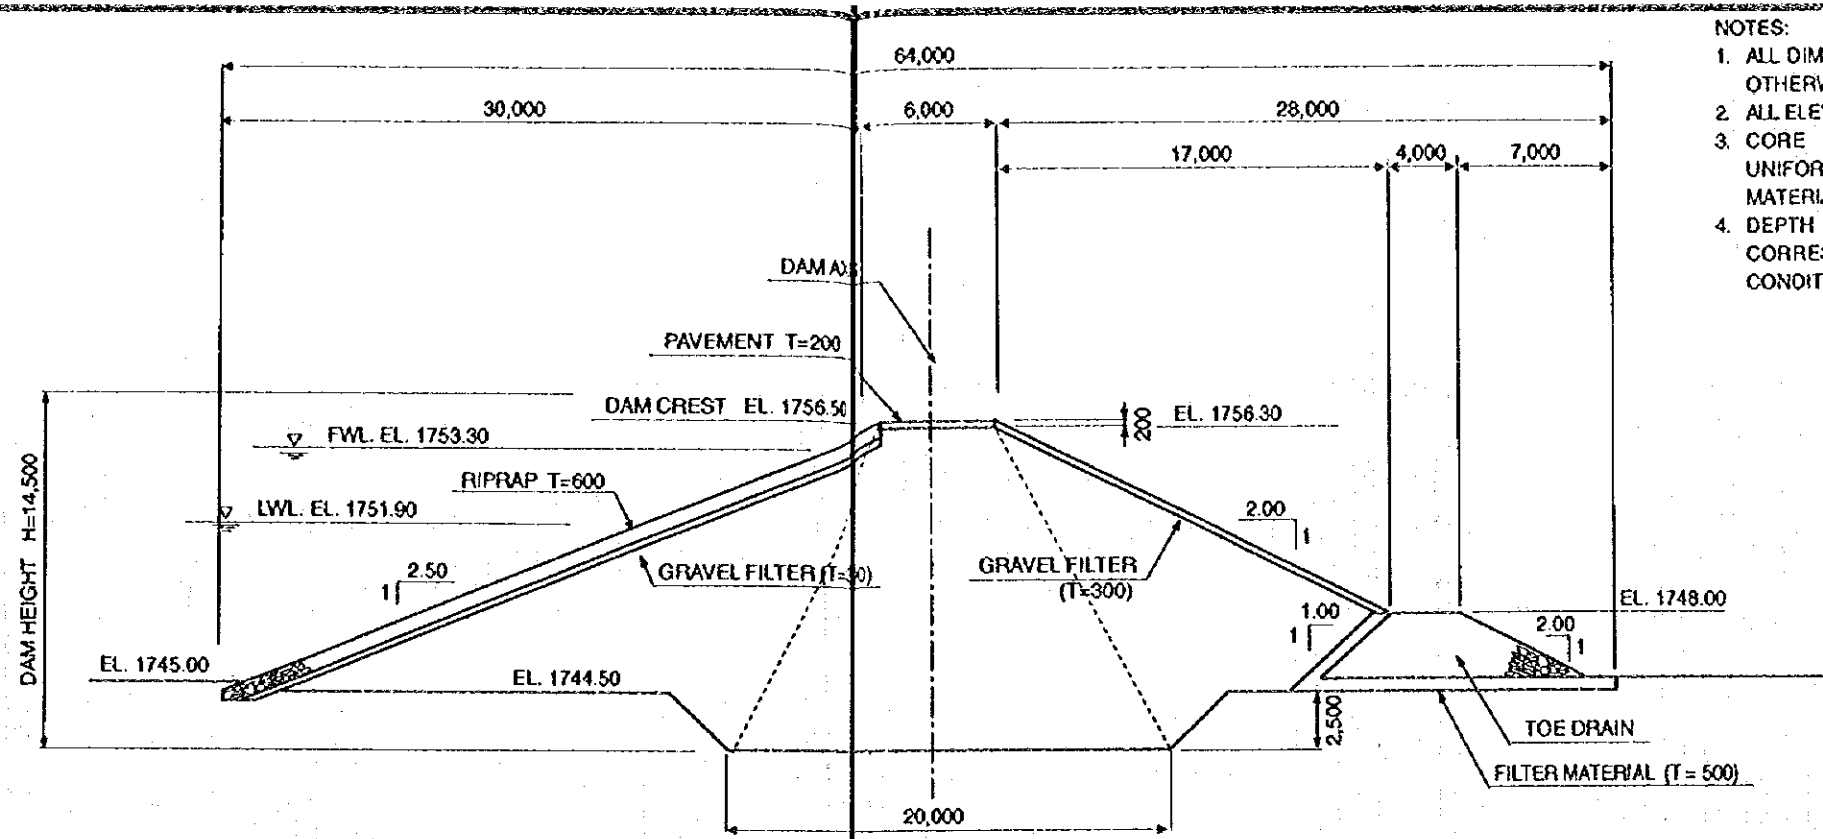 NOTES:
1. ALL DIM
OTHERW
2. ALL ELE
3. CORE
UNIFOR
MATERIA
4. DEPTH
CORRES
CONDIT
64,000
30,000
6,000
28,000
17,000
4,000
7,000
DAM AX
PAVEMENT T=200
DAM CREST EL. 1756.50
200
EL. 1756.30
FWL. EL. 1753.30
RIPRAP T=600
LWL. EL. 1751.90
DAM HEIGHT H=14,500
2.00
1
GRAVEL FILTER
(T=300)
GRAVEL FILTER (T=30)
2.50
1
1.00
1
EL. 1748.00
2.00
1
EL. 1745.00
EL. 1744.50
2,500
TOE DRAIN
FILTER MATERIAL (T = 500)
20,000